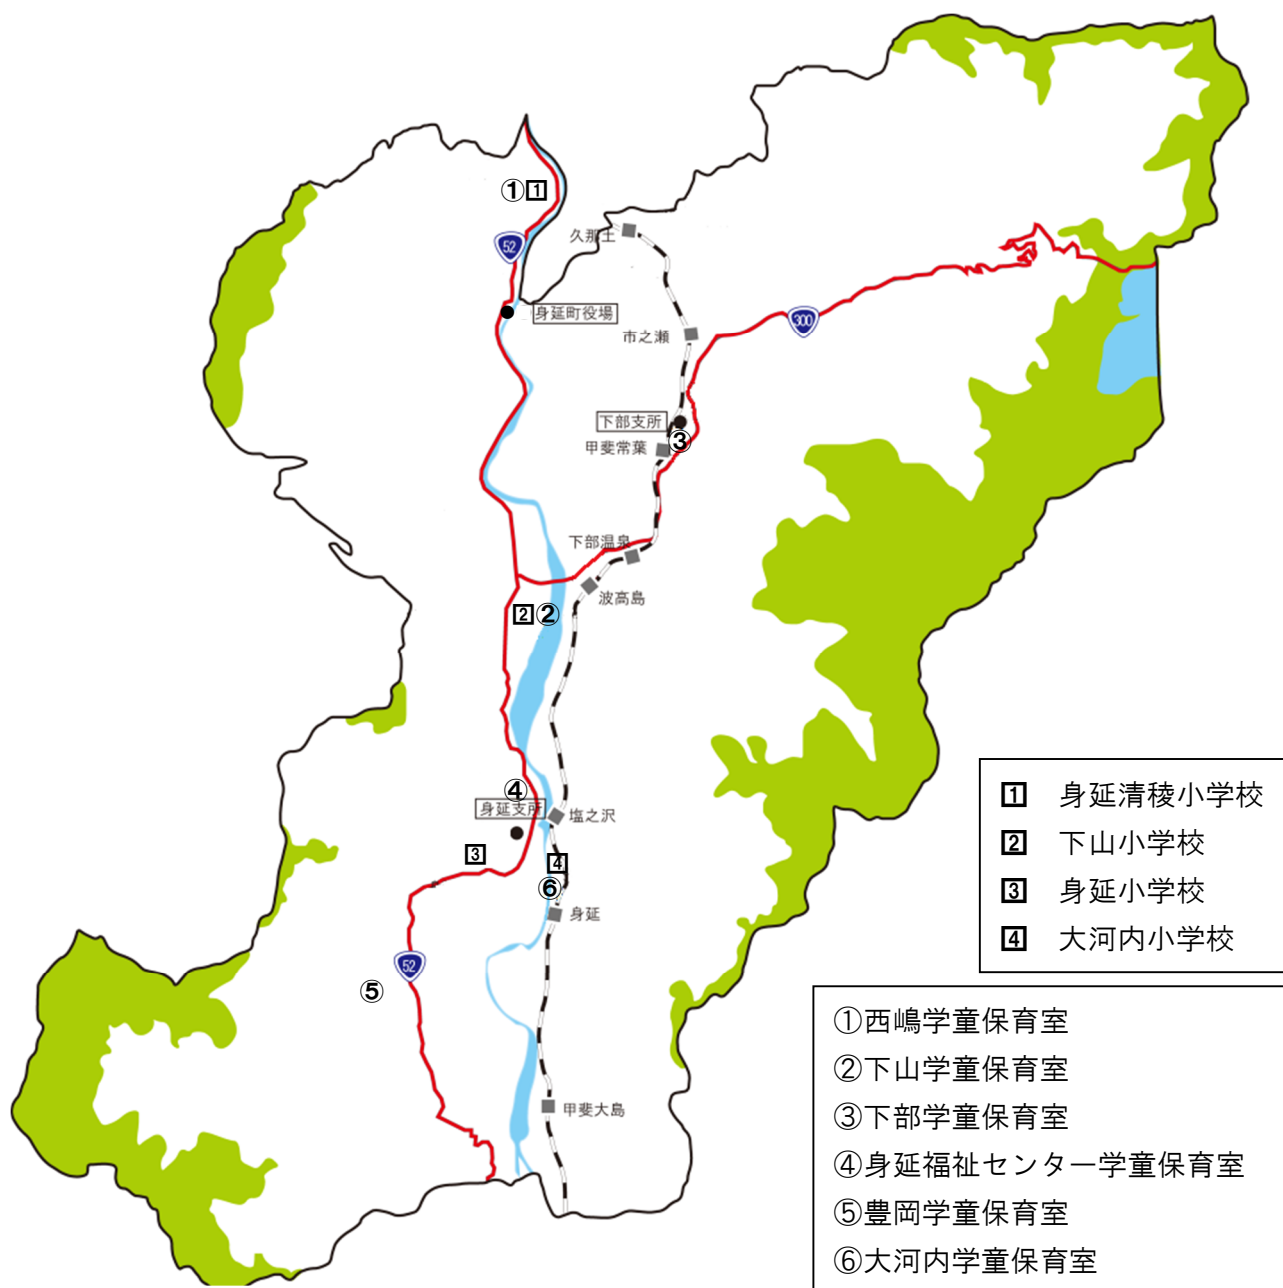 ①1
久那土
52
身延町役場
300
市之瀬
下部支所
③
甲斐常葉
下部温泉
波高島
2②
④
身延支所
塩之沢
3
4
⑥
身延
52
⑤
甲斐大島
1 身延清稜小学校
2 下山小学校
3 身延小学校
4 大河内小学校
①西嶋学童保育室
②下山学童保育室
③下部学童保育室
④身延福祉センター学童保育室
⑤豊岡学童保育室
⑥大河内学童保育室